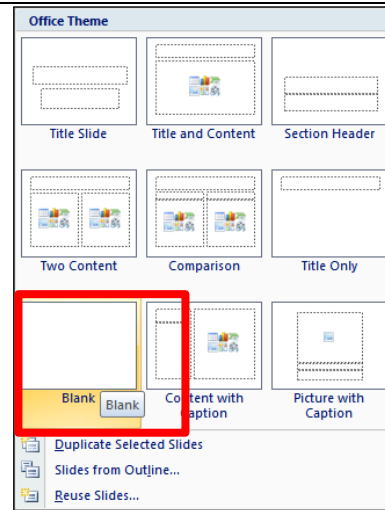 Office Theme
Title Slide
Title and Content
Section Header
Two Content
Comparison
Title Only
Blank
Blank
Content with
Caption
Picture with
Caption
Duplicate Selected Slides
Slides from Outline...
Reuse Slides...